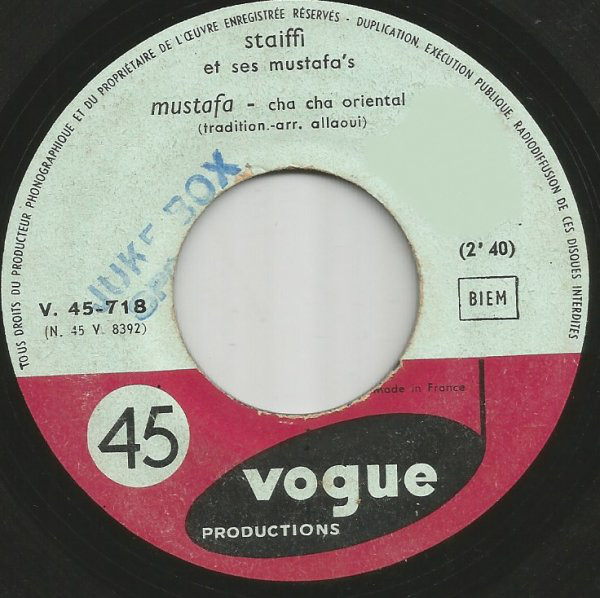 TOUS DROITS DU PRODUCTEUR PHONOGRAPHIQUE ET DU PROPRIÉTAIRE DE L'ŒUVRE ENREGISTRÉE RÉSERVÉS - DUPLICATION, EXÉCUTION PUBLIQUE, RADIODIFFUSION DE CES DISQUES INTERDITES
staiffi
et ses mustafa's
mustafa - cha cha oriental
(tradition.-arr. allaoui)
JUKE BOX
(2' 40)
BIEM
V. 45-718
(N. 45 V. 8392)
made in France
45
vogue
PRODUCTIONS